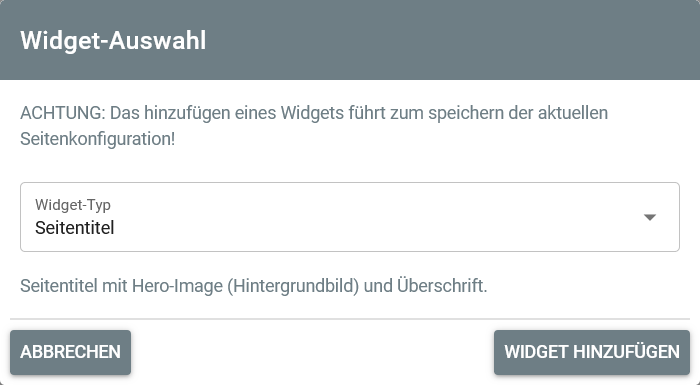 Widget-Auswahl
ACHTUNG: Das hinzufügen eines Widgets führt zum speichern der aktuellen
Seitenkonfiguration!
Widget-Typ
Seitentitel
Seitentitel mit Hero-Image (Hintergrundbild) und Überschrift.
ABBRECHEN
WIDGET HINZUFÜGEN